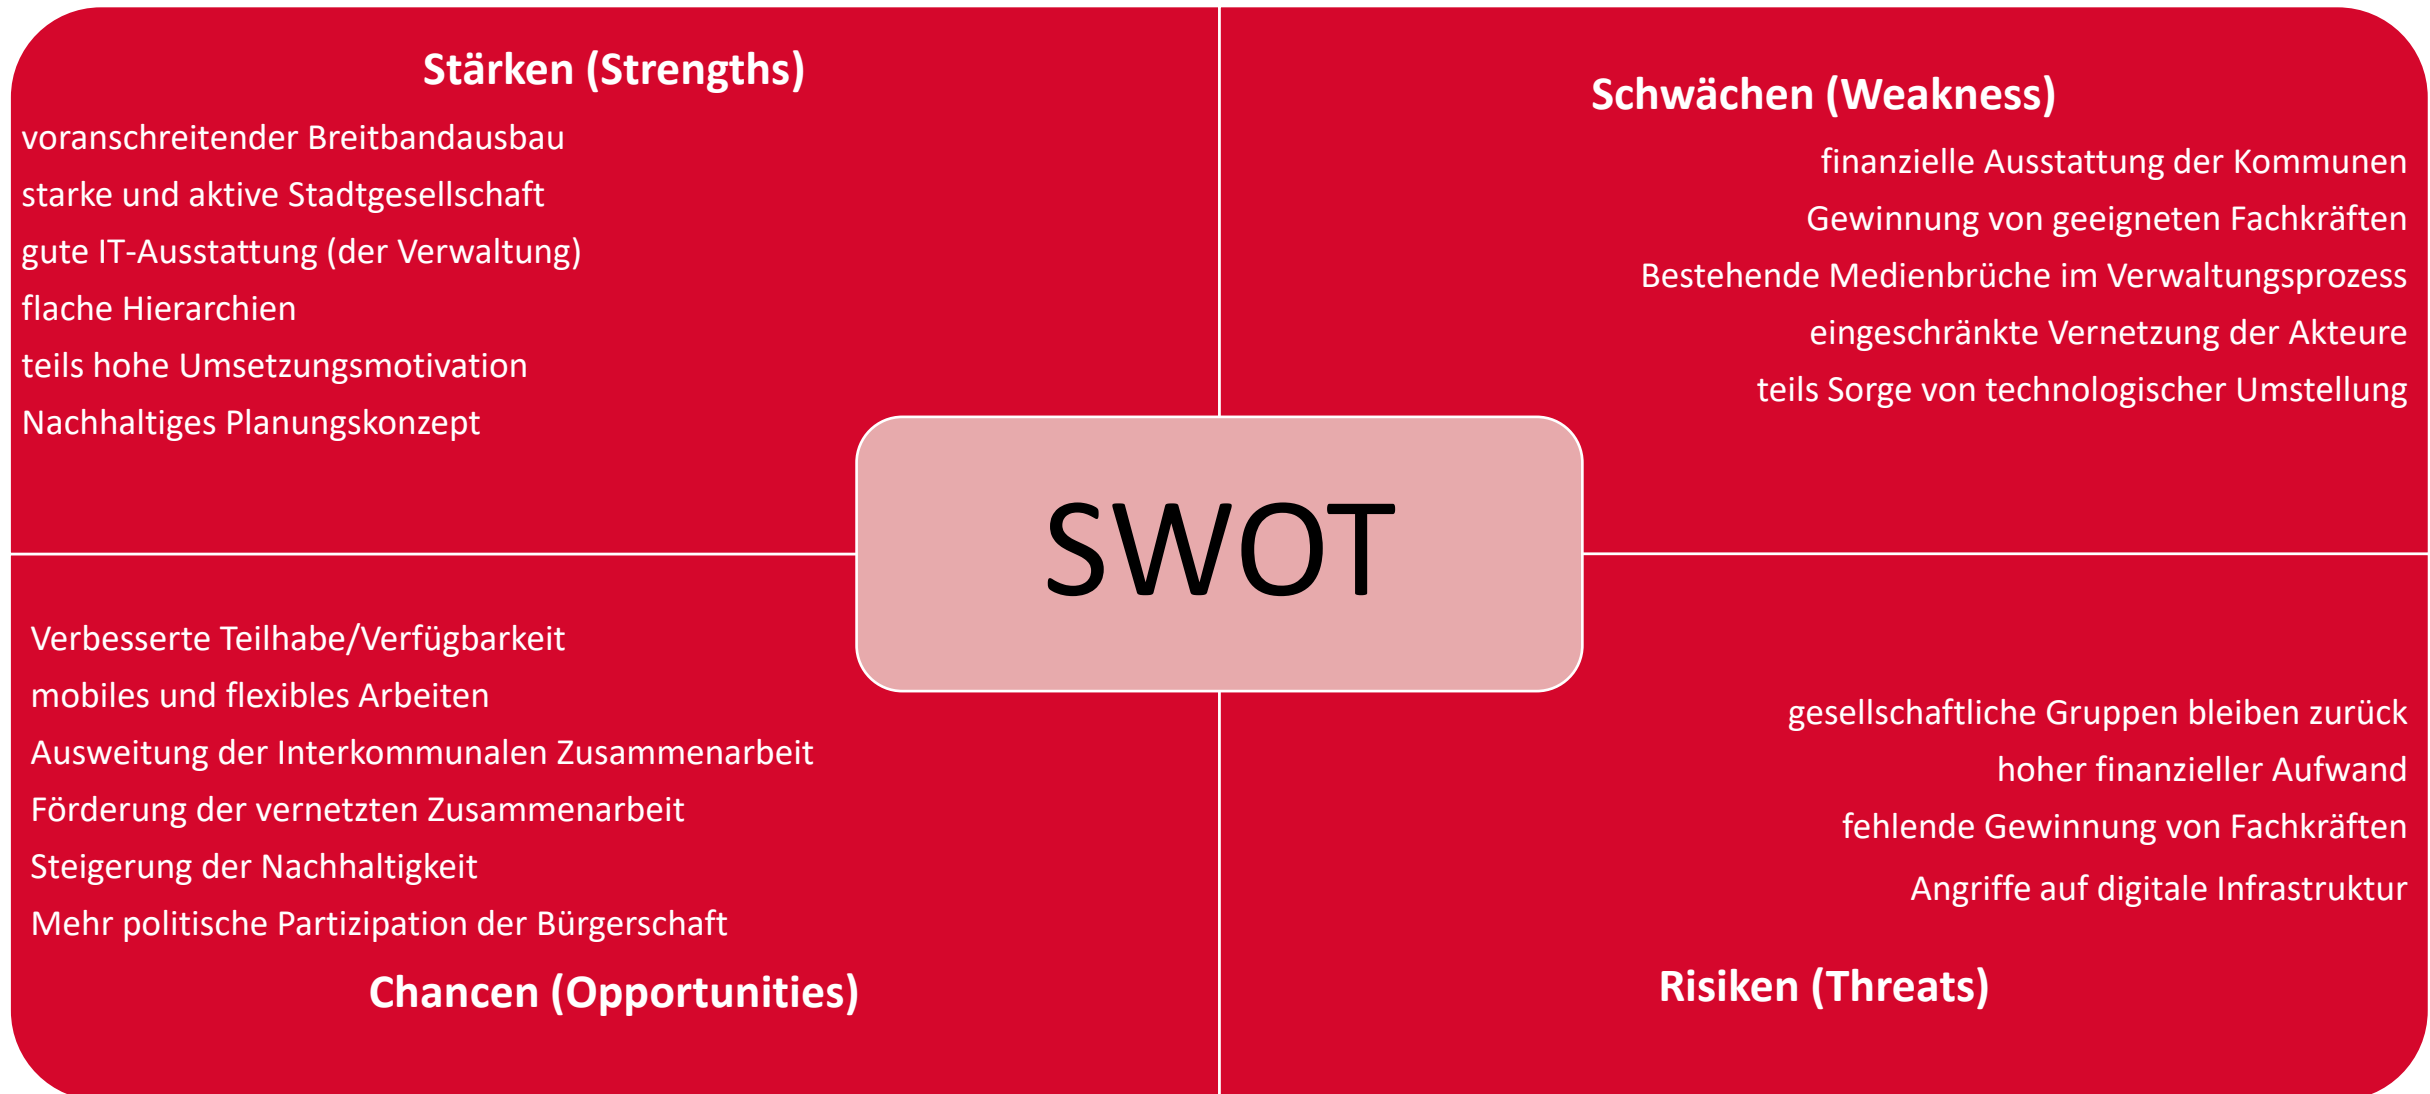 Stärken (Strengths)
voranschreitender Breitbandausbau
starke und aktive Stadtgesellschaft
gute IT-Ausstattung (der Verwaltung)
flache Hierarchien
teils hohe Umsetzungsmotivation
Nachhaltiges Planungskonzept
Schwächen (Weakness)
finanzielle Ausstattung der Kommunen
Gewinnung von geeigneten Fachkräften
Bestehende Medienbrüche im Verwaltungsprozess
eingeschränkte Vernetzung der Akteure
teils Sorge von technologischer Umstellung
SWOT
Verbesserte Teilhabe/Verfügbarkeit
mobiles und flexibles Arbeiten
Ausweitung der Interkommunalen Zusammenarbeit
Förderung der vernetzten Zusammenarbeit
Steigerung der Nachhaltigkeit
Mehr politische Partizipation der Bürgerschaft
Chancen (Opportunities)
gesellschaftliche Gruppen bleiben zurück
hoher finanzieller Aufwand
fehlende Gewinnung von Fachkräften
Angriffe auf digitale Infrastruktur
Risiken (Threats)